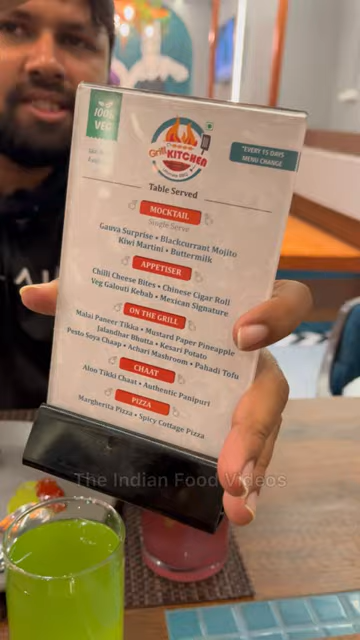 100%
VEG
Grill
KITCHEN
*EVERY 15 DAYS
MENU CHANGE
Table Served
MOCKTAIL
Single Serve
Gauva Surprise • Blackcurrant Mojito
Kiwi Martini • Buttermilk
APPETISER
Chilli Cheese Bites • Chinese Cigar Roll
Veg Galouti Kebab • Mexican Signature
ON THE GRILL
Malai Paneer Tikka • Mustard Paper Pineapple
Jalandhar Bhutta • Kesari Potato
Pesto Soya Chaap • Achari Mashroom • Pahadi Tofu
CHAAT
Aloo Tikki Chaat • Authentic Panipuri
PIZZA
Margherita Pizza • Spicy Cottage Pizza
The Indian Food Videos